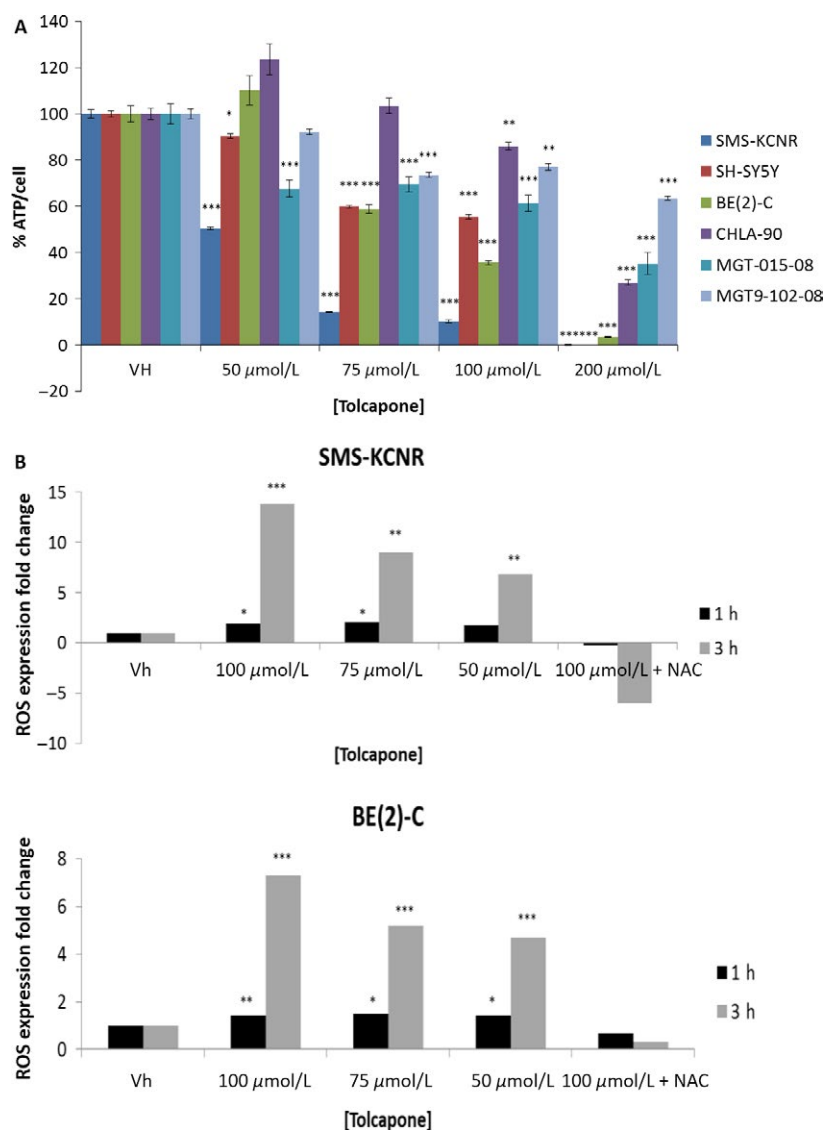 A
% ATP/cell
140
120
100
80
60
40
20
0
–20
* *** ***
*** *** *** *** ***
** ** *** *** *** ***
*** *** *** *** ******
VH 50 µmol/L 75 µmol/L 100 µmol/L 200 µmol/L
[Tolcapone]
SMS-KCNR
SH-SY5Y
BE(2)-C
CHLA-90
MGT-015-08
MGT9-102-08
B
SMS-KCNR
ROS expression fold change
15
10
5
0
–5
–10
*** ** **
* *
Vh 100 µmol/L 75 µmol/L 50 µmol/L 100 µmol/L + NAC
[Tolcapone]
1 h
3 h
BE(2)-C
ROS expression fold change
8
6
4
2
0
*** *** ***
** * *
Vh 100 µmol/L 75 µmol/L 50 µmol/L 100 µmol/L + NAC
[Tolcapone]
1 h
3 h